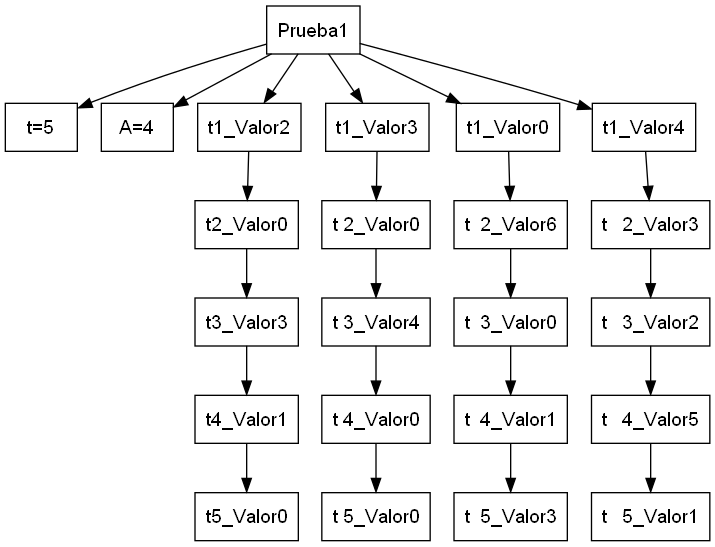 Prueba1
t=5
A=4
t1_Valor2
t1_Valor3
t1_Valor0
t1_Valor4
t2_Valor0
t 2_Valor0
t  2_Valor6
t   2_Valor3
t3_Valor3
t 3_Valor4
t  3_Valor0
t   3_Valor2
t4_Valor1
t 4_Valor0
t  4_Valor1
t   4_Valor5
t5_Valor0
t 5_Valor0
t  5_Valor3
t   5_Valor1